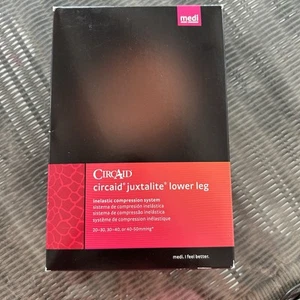 medi
CIRCAID
circaid® juxtalite® lower leg
inelastic compression system
sistema de compresión inelástica
sistema de compressão inelástica
système de compression inélastique
20-30, 30-40, or 40-50mmHg*
medi. I feel better.